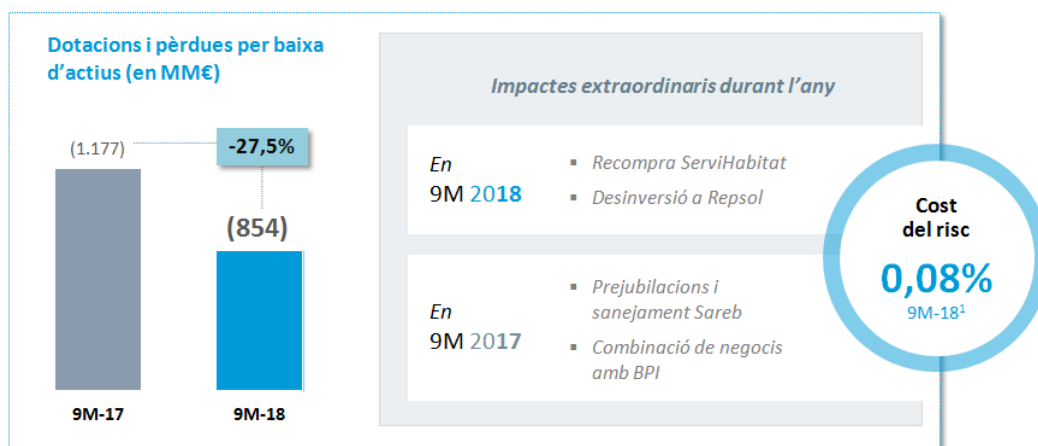 Dotacions i pèrdues per baixa
d’actius (en MM€)
(1.177)
-27,5%
(854)
9M-17
9M-18
Impactes extraordinaris durant l’any
En
9M 2018
▪ Recompra ServiHabitat
▪ Desinversió a Repsol
En
9M 2017
▪ Prejubilacions i
sanejament Sareb
▪ Combinació de negocis
amb BPI
Cost
del risc
0,08%
9M-18¹